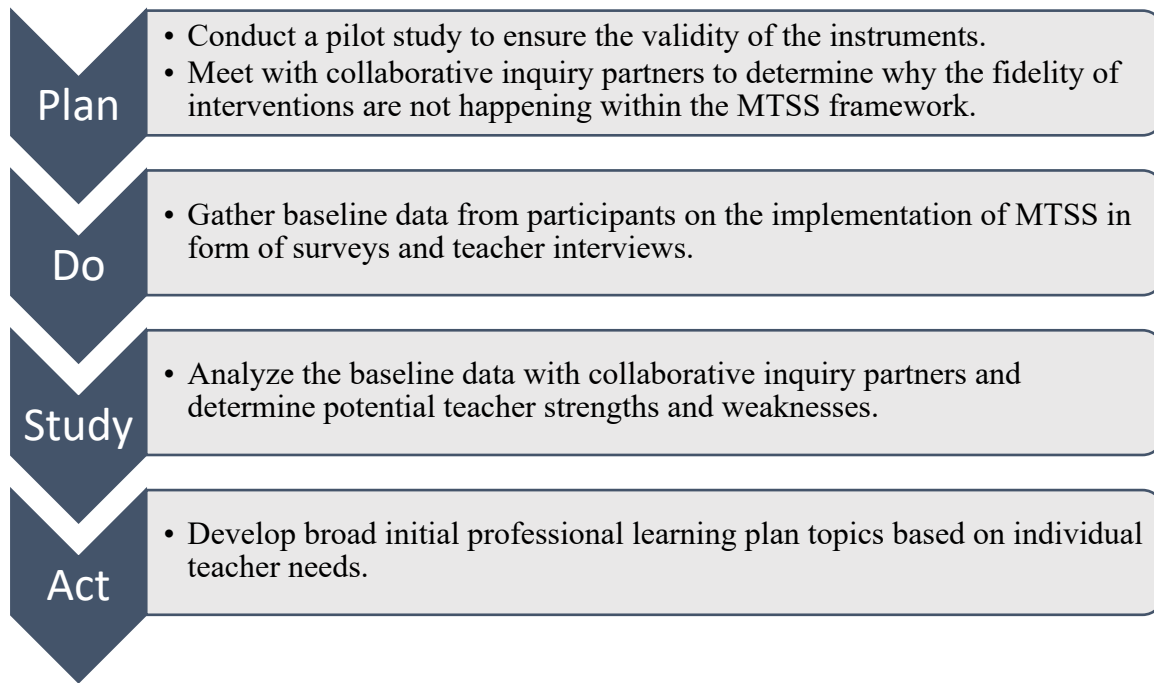 Plan
• Conduct a pilot study to ensure the validity of the instruments.
• Meet with collaborative inquiry partners to determine why the fidelity of
interventions are not happening within the MTSS framework.
Do
• Gather baseline data from participants on the implementation of MTSS in
form of surveys and teacher interviews.
Study
• Analyze the baseline data with collaborative inquiry partners and
determine potential teacher strengths and weaknesses.
Act
• Develop broad initial professional learning plan topics based on individual
teacher needs.